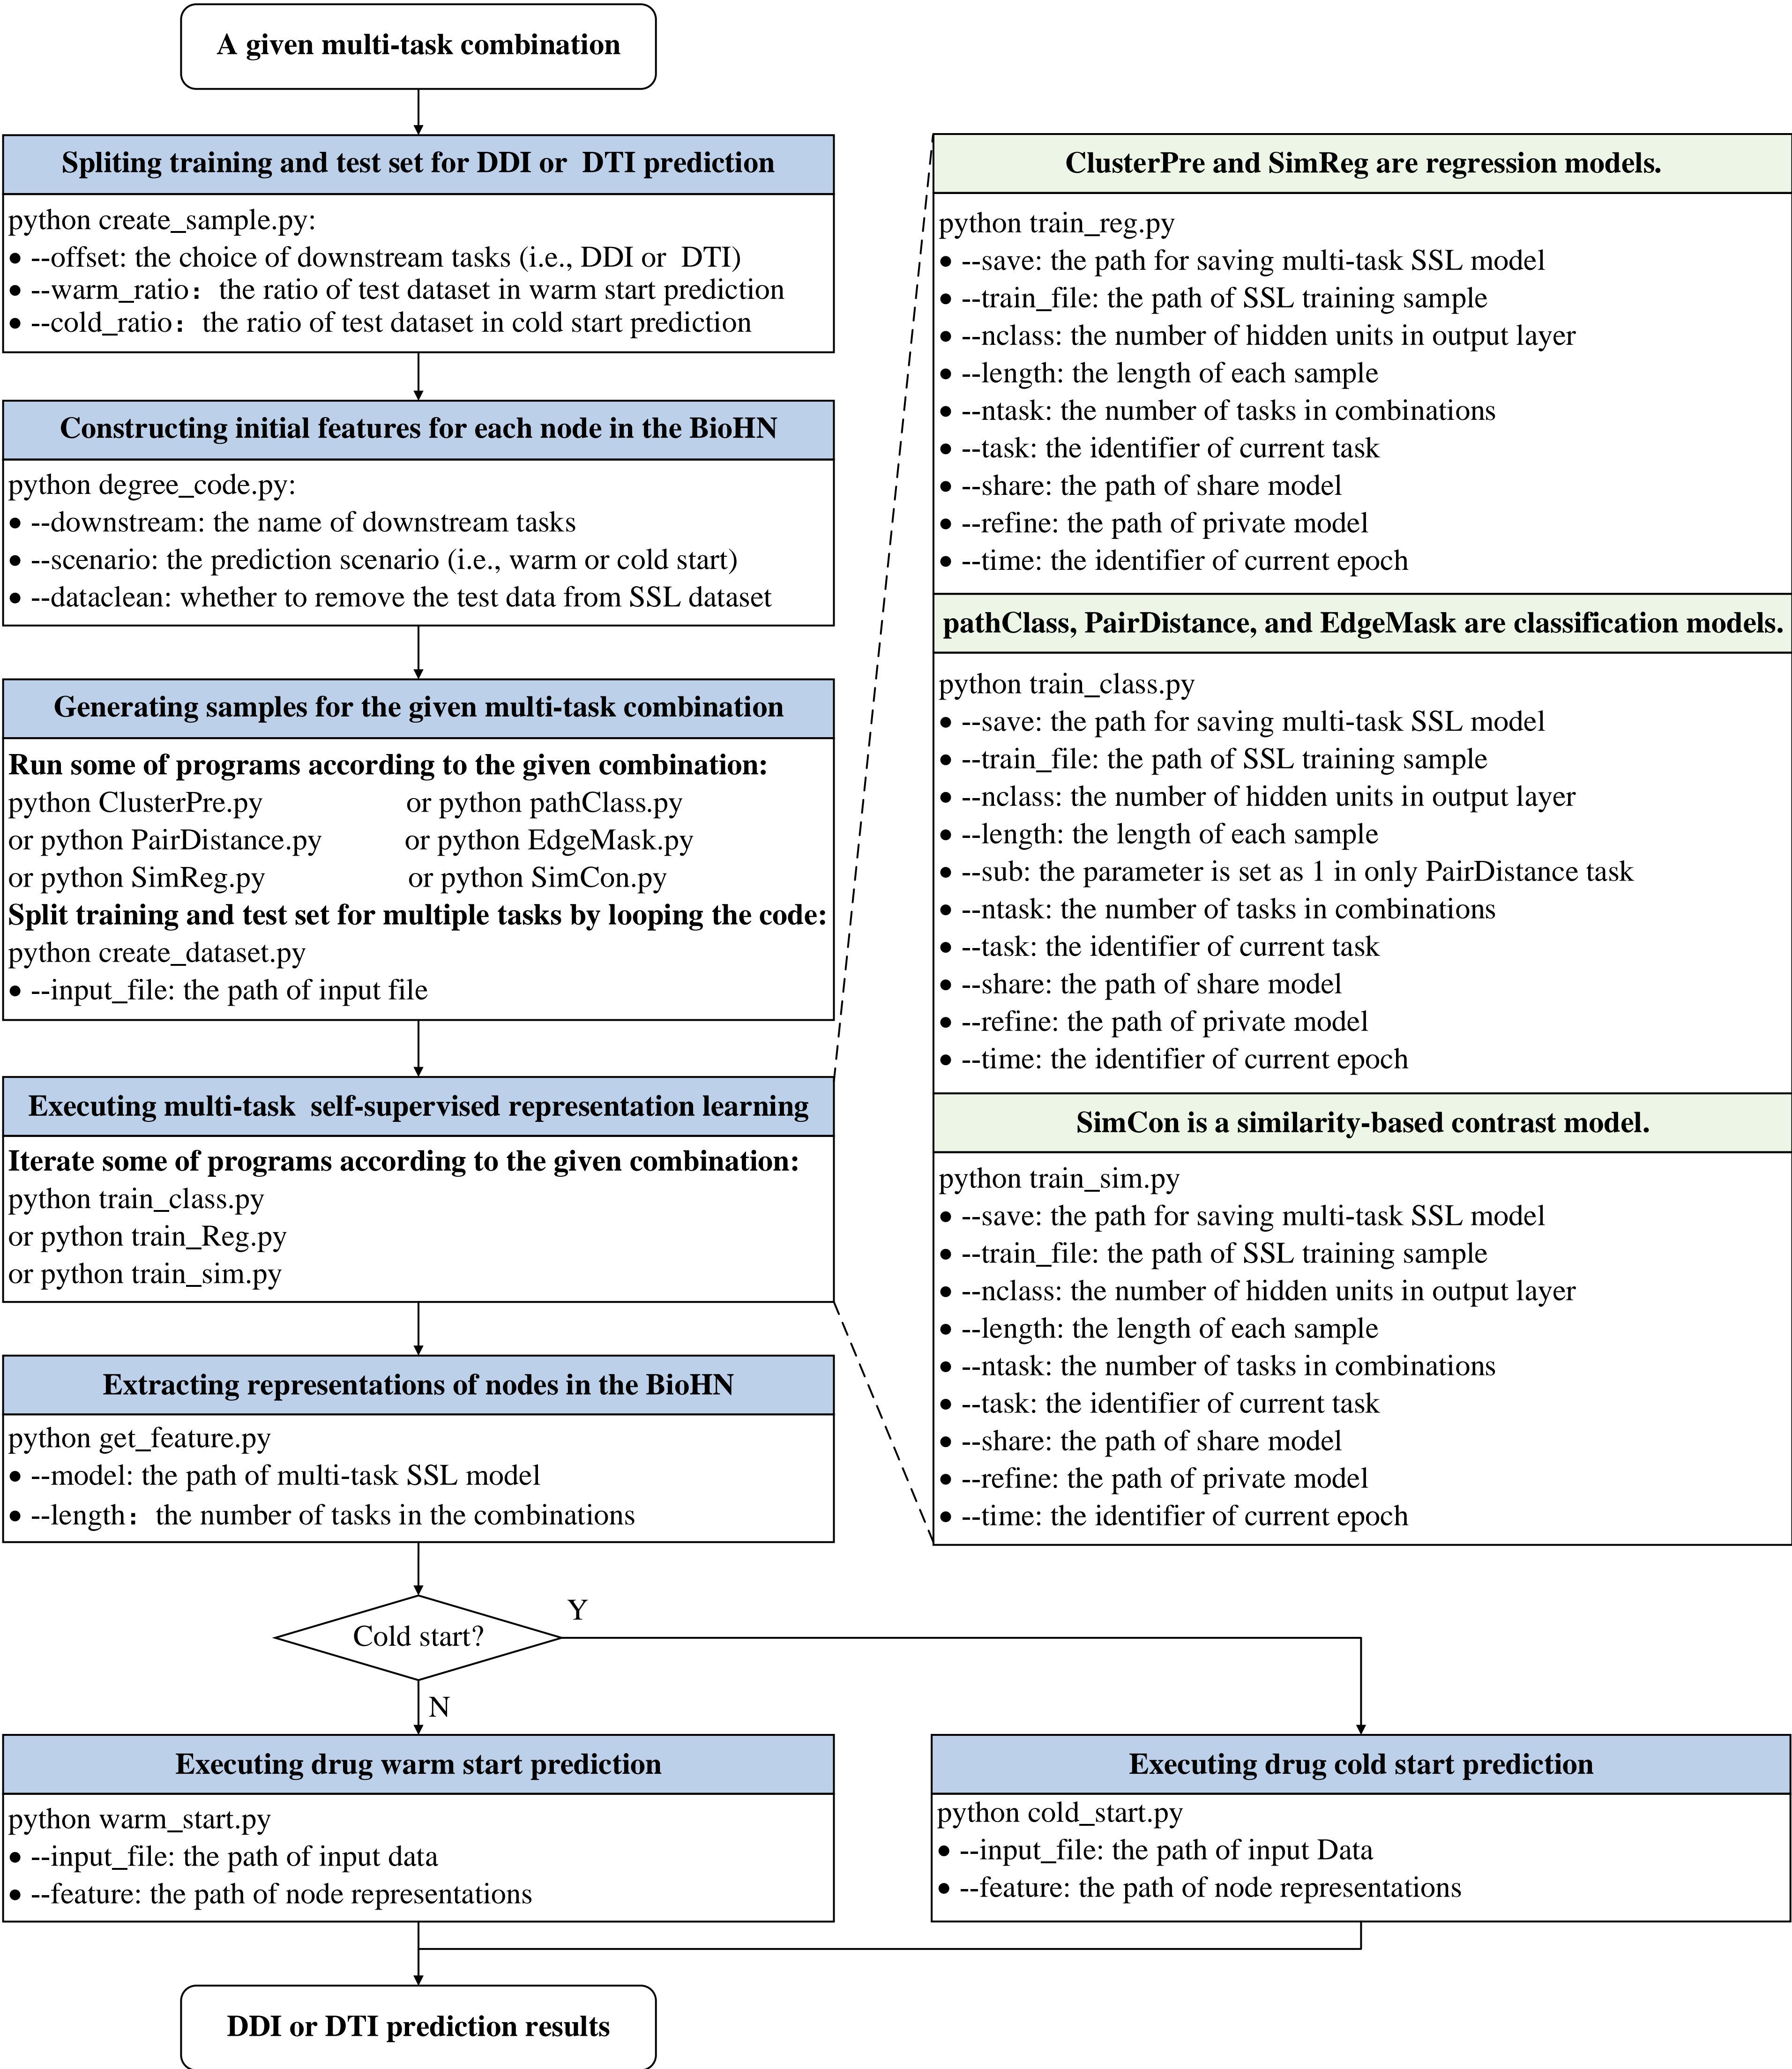 A given multi-task combination
Spliting training and test set for DDI or  DTI prediction
python create_sample.py:
• --offset: the choice of downstream tasks (i.e., DDI or  DTI)
• --warm_ratio：the ratio of test dataset in warm start prediction
• --cold_ratio：the ratio of test dataset in cold start prediction
Constructing initial features for each node in the BioHN
python degree_code.py:
• --downstream: the name of downstream tasks
• --scenario: the prediction scenario (i.e., warm or cold start)
• --dataclean: whether to remove the test data from SSL dataset
Generating samples for the given multi-task combination
Run some of programs according to the given combination:
python ClusterPre.py or python pathClass.py
or python PairDistance.py or python EdgeMask.py
or python SimReg.py or python SimCon.py
Split training and test set for multiple tasks by looping the code:
python create_dataset.py
• --input_file: the path of input file
Executing multi-task  self-supervised representation learning
Iterate some of programs according to the given combination:
python train_class.py
or python train_Reg.py
or python train_sim.py
ClusterPre and SimReg are regression models.
python train_reg.py
• --save: the path for saving multi-task SSL model
• --train_file: the path of SSL training sample
• --nclass: the number of hidden units in output layer
• --length: the length of each sample
• --ntask: the number of tasks in combinations
• --task: the identifier of current task
• --share: the path of share model
• --refine: the path of private model
• --time: the identifier of current epoch
pathClass, PairDistance, and EdgeMask are classification models.
python train_class.py
• --save: the path for saving multi-task SSL model
• --train_file: the path of SSL training sample
• --nclass: the number of hidden units in output layer
• --length: the length of each sample
• --sub: the parameter is set as 1 in only PairDistance task
• --ntask: the number of tasks in combinations
• --task: the identifier of current task
• --share: the path of share model
• --refine: the path of private model
• --time: the identifier of current epoch
SimCon is a similarity-based contrast model.
python train_sim.py
• --save: the path for saving multi-task SSL model
• --train_file: the path of SSL training sample
• --nclass: the number of hidden units in output layer
• --length: the length of each sample
• --ntask: the number of tasks in combinations
• --task: the identifier of current task
• --share: the path of share model
• --refine: the path of private model
• --time: the identifier of current epoch
Extracting representations of nodes in the BioHN
python get_feature.py
• --model: the path of multi-task SSL model
• --length：the number of tasks in the combinations
Cold start?
Y
N
Executing drug warm start prediction
python warm_start.py
• --input_file: the path of input data
• --feature: the path of node representations
Executing drug cold start prediction
python cold_start.py
• --input_file: the path of input Data
• --feature: the path of node representations
DDI or DTI prediction results